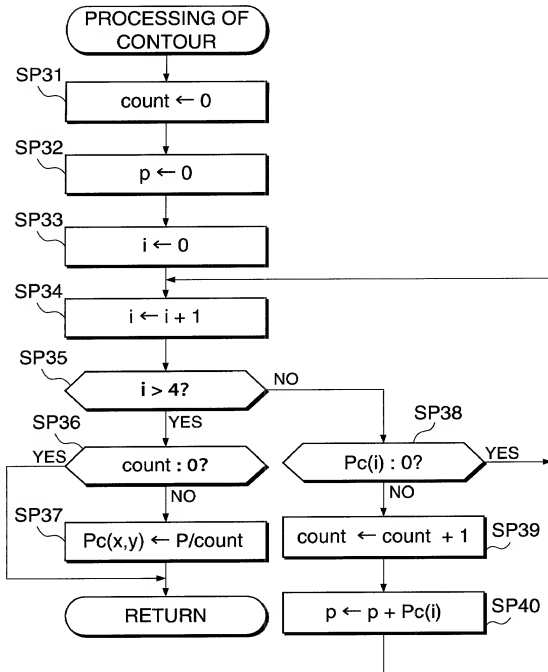 PROCESSING OF
CONTOUR
SP31
count ← 0
SP32
p ← 0
SP33
i ← 0
SP34
i ← i + 1
SP35
i > 4?
NO
YES
SP36
YES
count : 0?
NO
SP38
Pc(i) : 0?
YES
NO
SP37
Pc(x,y) ← P/count
count ← count + 1
SP39
RETURN
p ← p + Pc(i)
SP40